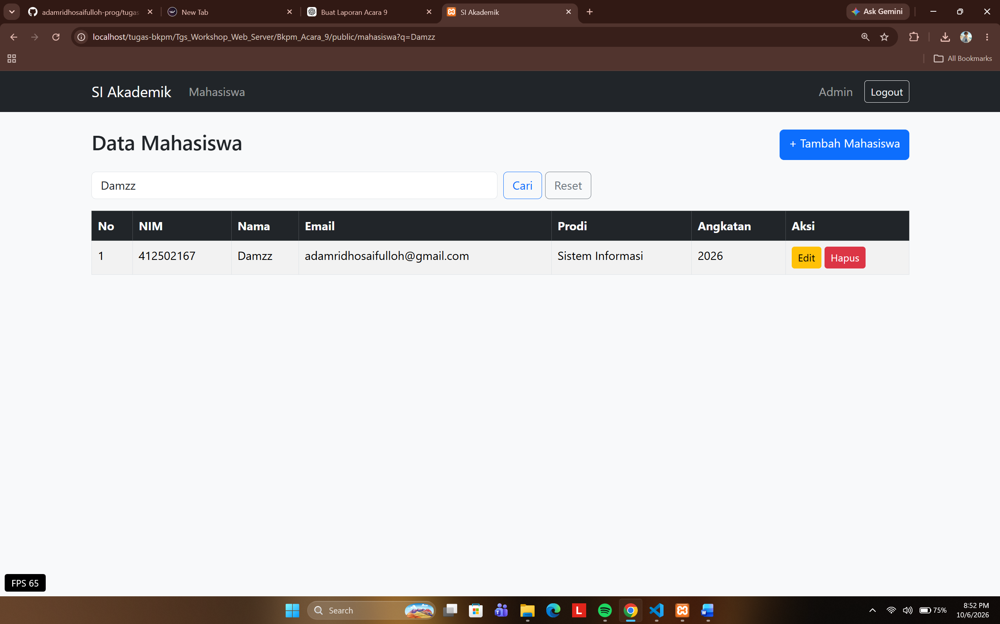 adamridhosaifulloh-prog/tugas
New Tab
Buat Laporan Acara 9
SI Akademik
Ask Gemini
localhost/tugas-bkpm/Tgs_Workshop_Web_Server/Bkpm_Acara_9/public/mahasiswa?q=Damzz
All Bookmarks
SI Akademik Mahasiswa Admin Logout
Data Mahasiswa
+ Tambah Mahasiswa
Damzz Cari Reset
No NIM Nama Email Prodi Angkatan Aksi
1 412502167 Damzz adamridhosaifulloh@gmail.com Sistem Informasi 2026 Edit Hapus
FPS 65
Search
75%
8:52 PM
10/6/2026